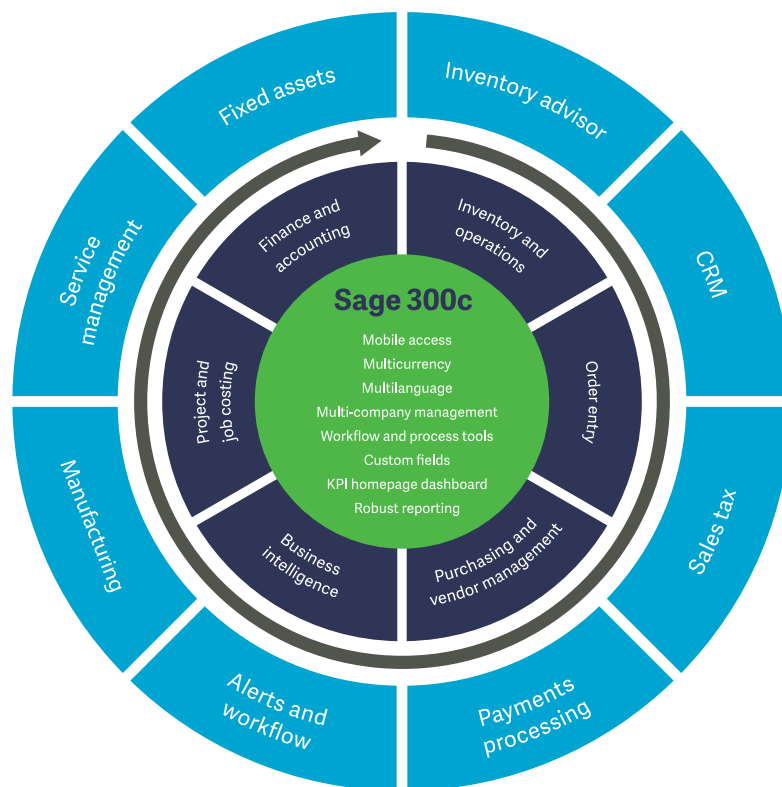 Fixed assets
Inventory advisor
CRM
Sales tax
Payments
processing
Alerts and
workflow
Manufacturing
Service
management
Finance and
accounting
Inventory and
operations
Order entry
Purchasing and
vendor management
Business
intelligence
Project and
job costing
Sage 300c
Mobile access
Multicurrency
Multilanguage
Multi-company management
Workflow and process tools
Custom fields
KPI homepage dashboard
Robust reporting